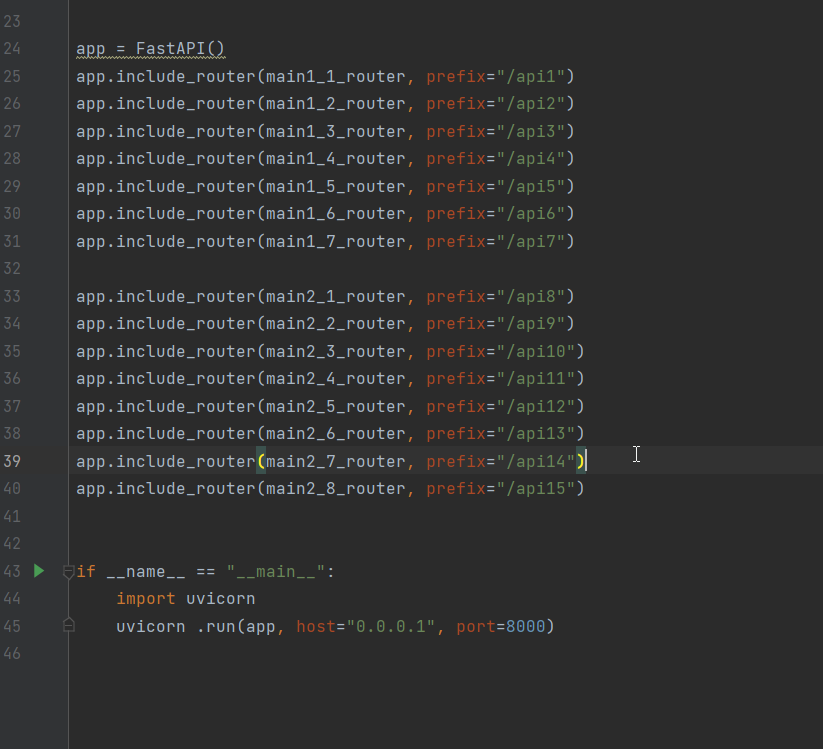 23
24 app = FastAPI()
25 app.include_router(main1_1_router, prefix="/api1")
26 app.include_router(main1_2_router, prefix="/api2")
27 app.include_router(main1_3_router, prefix="/api3")
28 app.include_router(main1_4_router, prefix="/api4")
29 app.include_router(main1_5_router, prefix="/api5")
30 app.include_router(main1_6_router, prefix="/api6")
31 app.include_router(main1_7_router, prefix="/api7")
32
33 app.include_router(main2_1_router, prefix="/api8")
34 app.include_router(main2_2_router, prefix="/api9")
35 app.include_router(main2_3_router, prefix="/api10")
36 app.include_router(main2_4_router, prefix="/api11")
37 app.include_router(main2_5_router, prefix="/api12")
38 app.include_router(main2_6_router, prefix="/api13")
39 app.include_router(main2_7_router, prefix="/api14")
40 app.include_router(main2_8_router, prefix="/api15")
41
42
43 if __name__ == "__main__":
44     import uvicorn
45     uvicorn .run(app, host="0.0.0.1", port=8000)
46